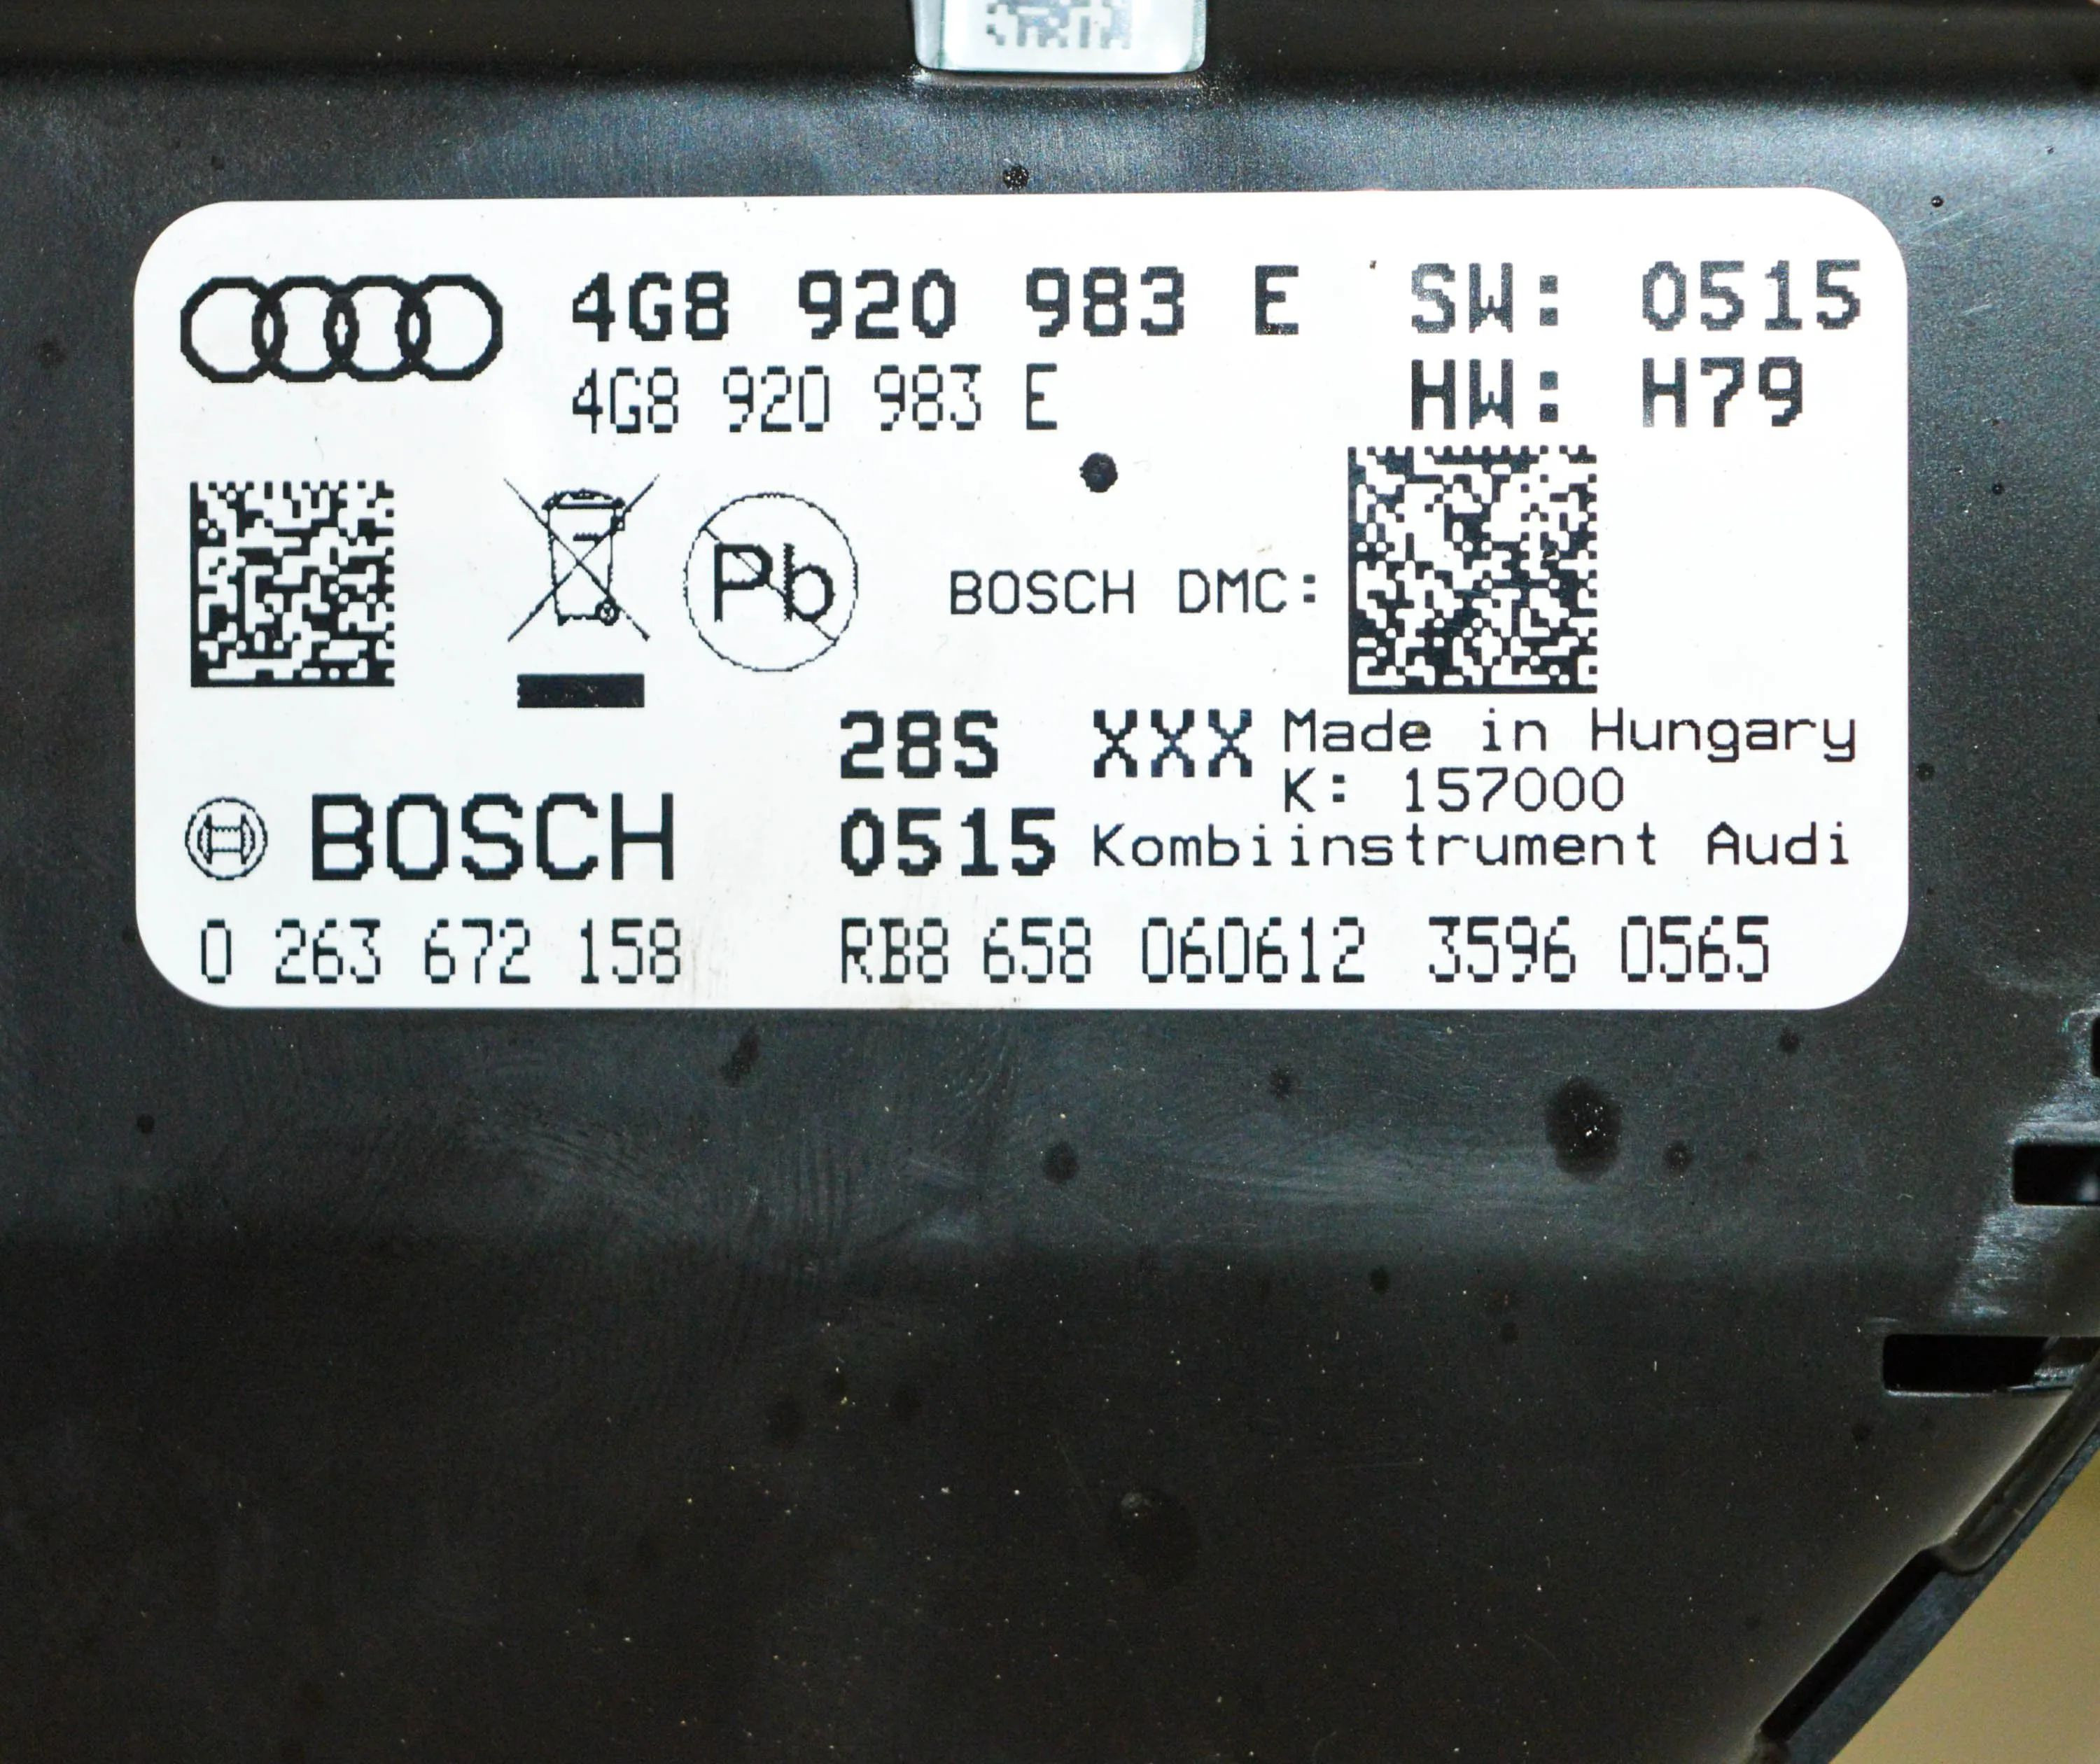 4G8 920 983 E SW: 0515
4G8 920 983 E HW: H79
Pb
BOSCH DMC:
28S XXX Made in Hungary
K: 157000
BOSCH 0515 Kombiinstrument Audi
0 263 672 158 RB8 658 060612 3596 0565